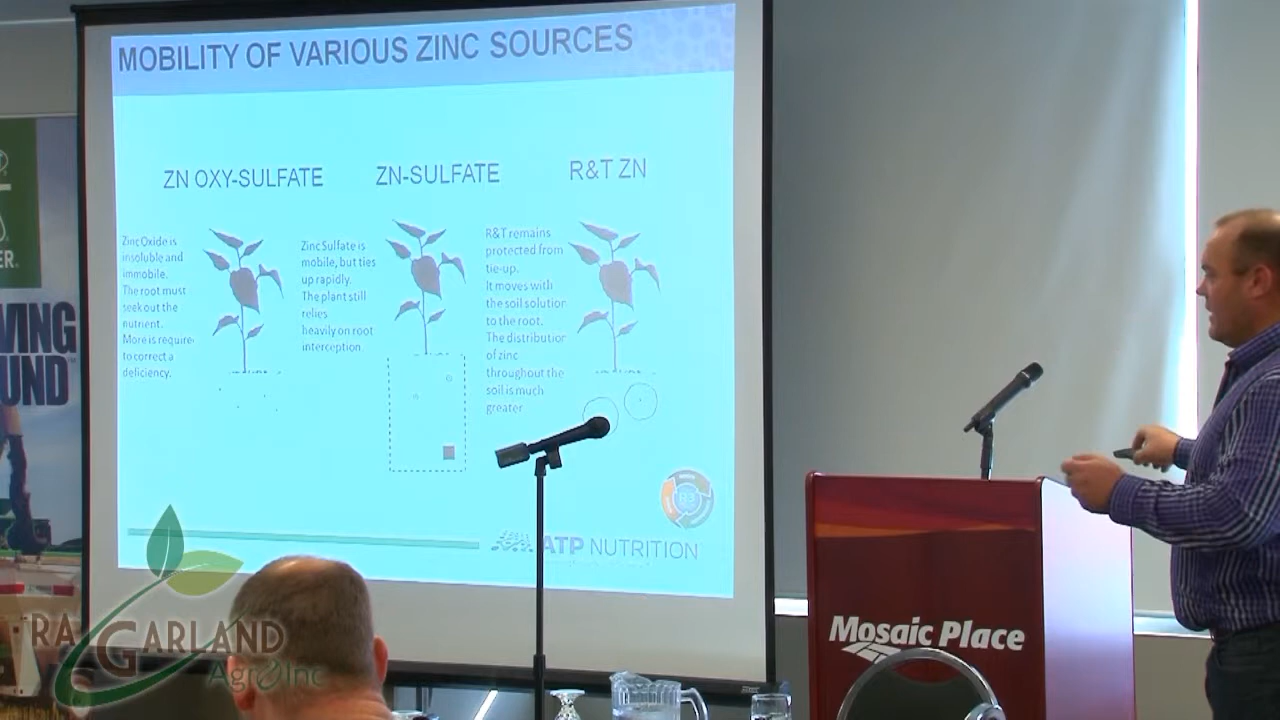 MOBILITY OF VARIOUS ZINC SOURCES
ZN OXY-SULFATE
ZN-SULFATE
R&T ZN
Zinc Oxide is
insoluble and
immobile.
The root must
seek out the
nutrient.
More is require
to correct a
deficiency.
Zinc Sulfate is
mobile, but ties
up rapidly.
The plant still
relies
heavily on root
interception.
R&T remains
protected from
tie-up.
It moves with
the soil solution
to the root.
The distribution
of zinc
throughout the
soil is much
greater
R3
ATP NUTRITION
ER.
VING
UND
RA GARLAND
Agro Inc
Mosaic Place